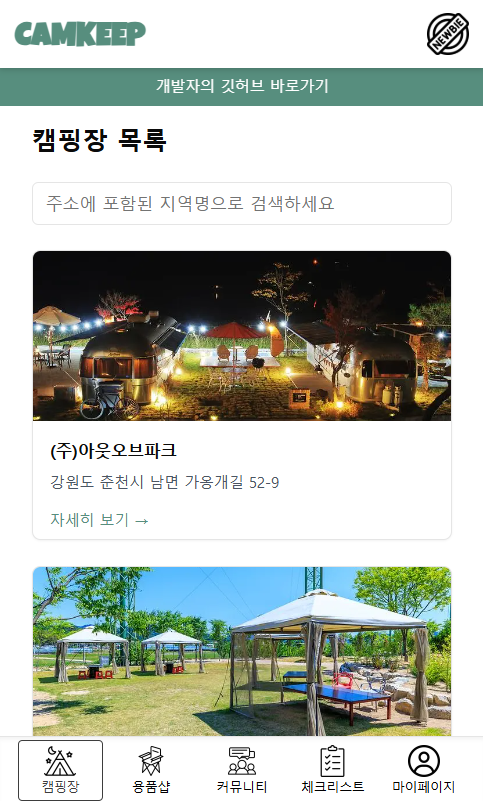 CAMKEEP
NEWBIE
개발자의 깃허브 바로가기
캠핑장 목록
주소에 포함된 지역명으로 검색하세요
(주)아웃오브파크
강원도 춘천시 남면 가옹개길 52-9
자세히 보기 →
캠핑장
용품샵
커뮤니티
체크리스트
마이페이지